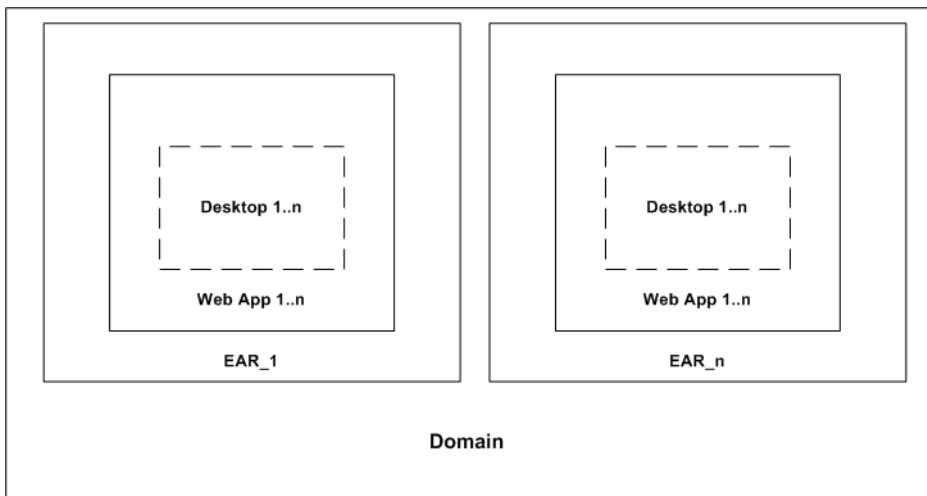 Desktop 1..n
Desktop 1..n
Web App 1..n
Web App 1..n
EAR_1
EAR_n
Domain